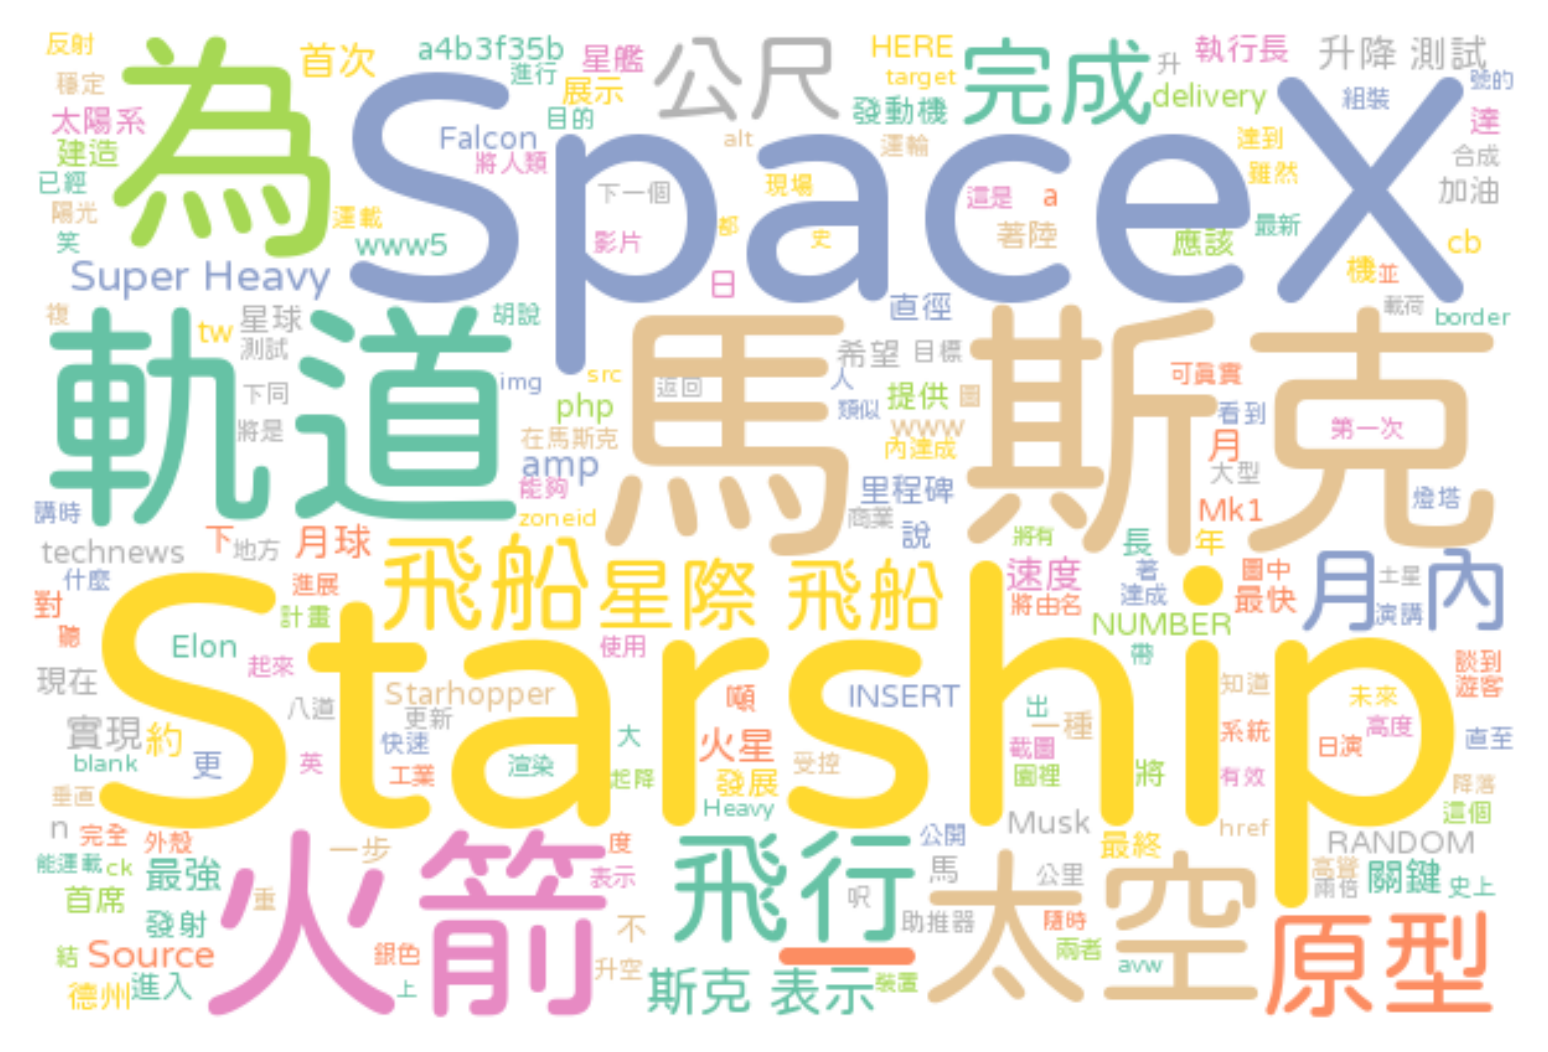 反射
首次
a4b3f35b
星艦
公尺
HERE
完成
升
執行長
升降 測試
穩定
為
進行
展示
target
發動機
delivery
組裝
號的
太陽系
SpaceX
目的
達
建造
Falcon
將人類
alt
運輸
達到
合成
已經
下一個
現場
這是
a
雖然
加油
陽光
運載
都
著陸
最新
笑
www5
影片
史
應該
cb
Super Heavy
日
機
並
直徑
載荷
複
軌道
tw
星球
胡說
馬斯克
border
測試
希望
目標
img
src
返回
人
可真實
下同
php
類似
提供
圖
看到
將是
在馬斯克
www
第一次
內達成
月
amp
能夠
里程碑
大型
講時
zoneid
商業
Mk1
燈塔
technews
下
地方
月球
說
將有
長
年
飛船
星際 飛船
月內
什麼
進展
速度
著
圖中
土星
對
計畫
將由名
達成
最快
演講
聽
Starship
NUMBER
Elon
起來
使用
帶
談到
遊客
現在
Starhopper
噸
INSERT
知道
未來
八道
更新
出
一種
高度
實現
約
快速
大
火星
截圖
系統
日演
直至
blank
更
英
工業
渲染
起降
發展
受控
園裡
將
有效
降落
垂直
Heavy
這個
n
完全
外殼
一步
度
飛行
公開
Musk
最終
href
RANDOM
能運載
ck
最強
火箭
表示
馬
公里
太空
高聳
兩倍
關鍵
史上
首席
重
呎
發射
不
助推器
隨時
原型
結
Source
銀色
一
兩者
德州
進入
上
升空
斯克 表示
裝置
avw